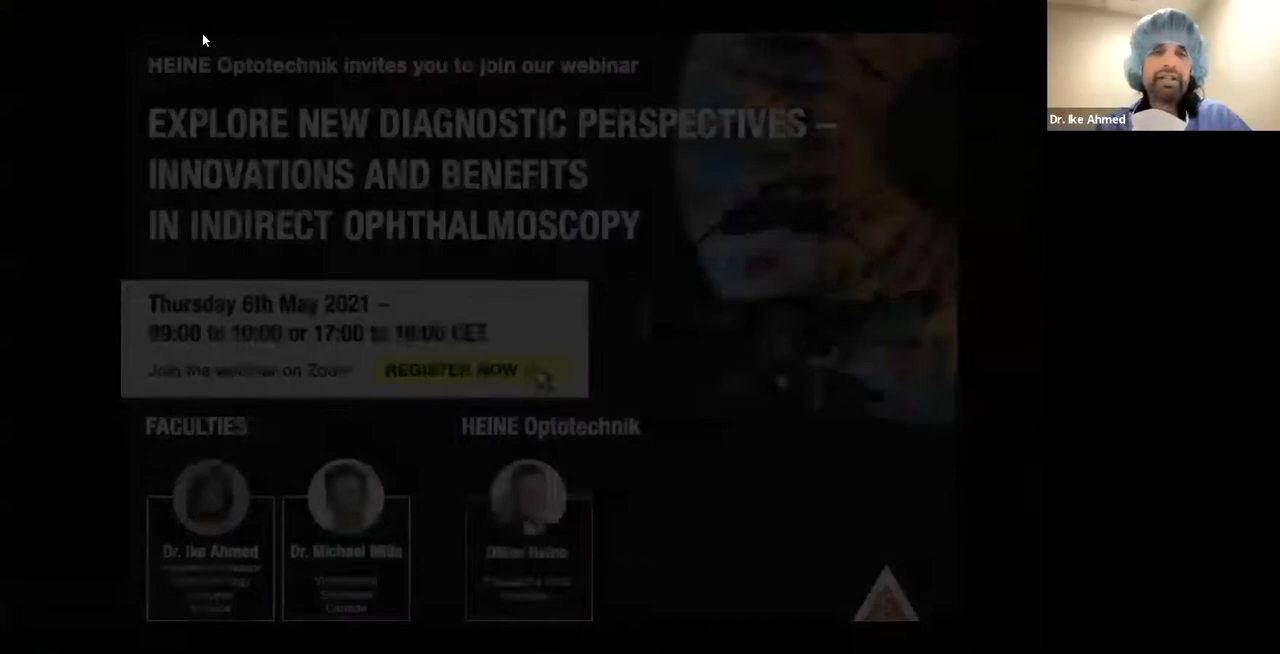 HEINE Optotechnik invites you to join our webinar
EXPLORE NEW DIAGNOSTIC PERSPECTIVES –
INNOVATIONS AND BENEFITS
IN INDIRECT OPHTHALMOSCOPY
Thursday 6th May 2021 –
09:00 to 10:00 or 17:00 to 18:00 CET
Join the webinar on Zoom
REGISTER NOW
FACULTIES
HEINE Optotechnik
Dr. Ike Ahmed
Dr. Michael Mills
Oliver Heine
Canada
Dr. Ike Ahmed